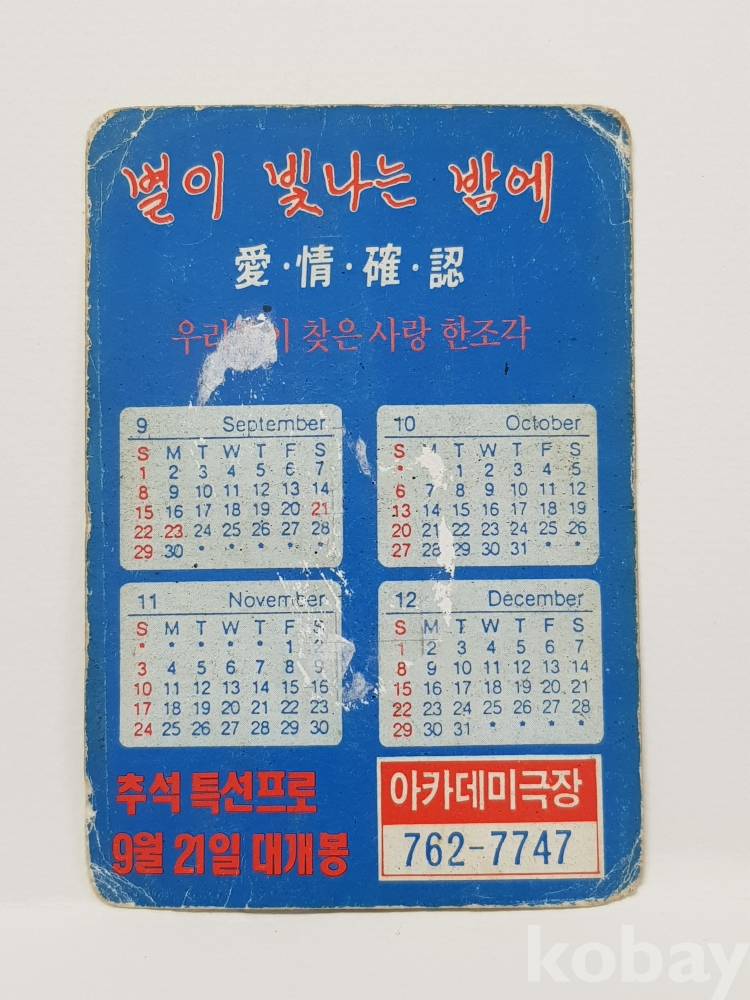 별이 빛나는 밤에
愛·情·確·認
찾은 사랑 한조각
9 September
S M T W T F S
1 2 3 4 5 6 7
8 9 10 11 12 13 14
15 16 17 18 19 20 21
22 23 24 25 26 27 28
29 30 * * * * *
10 October
S M T W T F S
* 1 2 3 4 5
6 7 8 9 10 11 12
13 14 15 16 17 18 19
20 21 22 23 24 25 26
27 28 29 30 31 * *
11 November
S M T W T F S
* * * * * 1 2
3 4 5 6 7 8 9
10 11 12 13 14 15 16
17 18 19 20 21 22 23
24 25 26 27 28 29 30
12 December
S M T W T F S
1 2 3 4 5 6 7
8 9 10 11 12 13 14
15 16 17 18 19 20 21
22 23 24 25 26 27 28
29 30 31 * * * *
추석 특선프로
9월 21일 대개봉
아카데미극장
762-7747
kobay